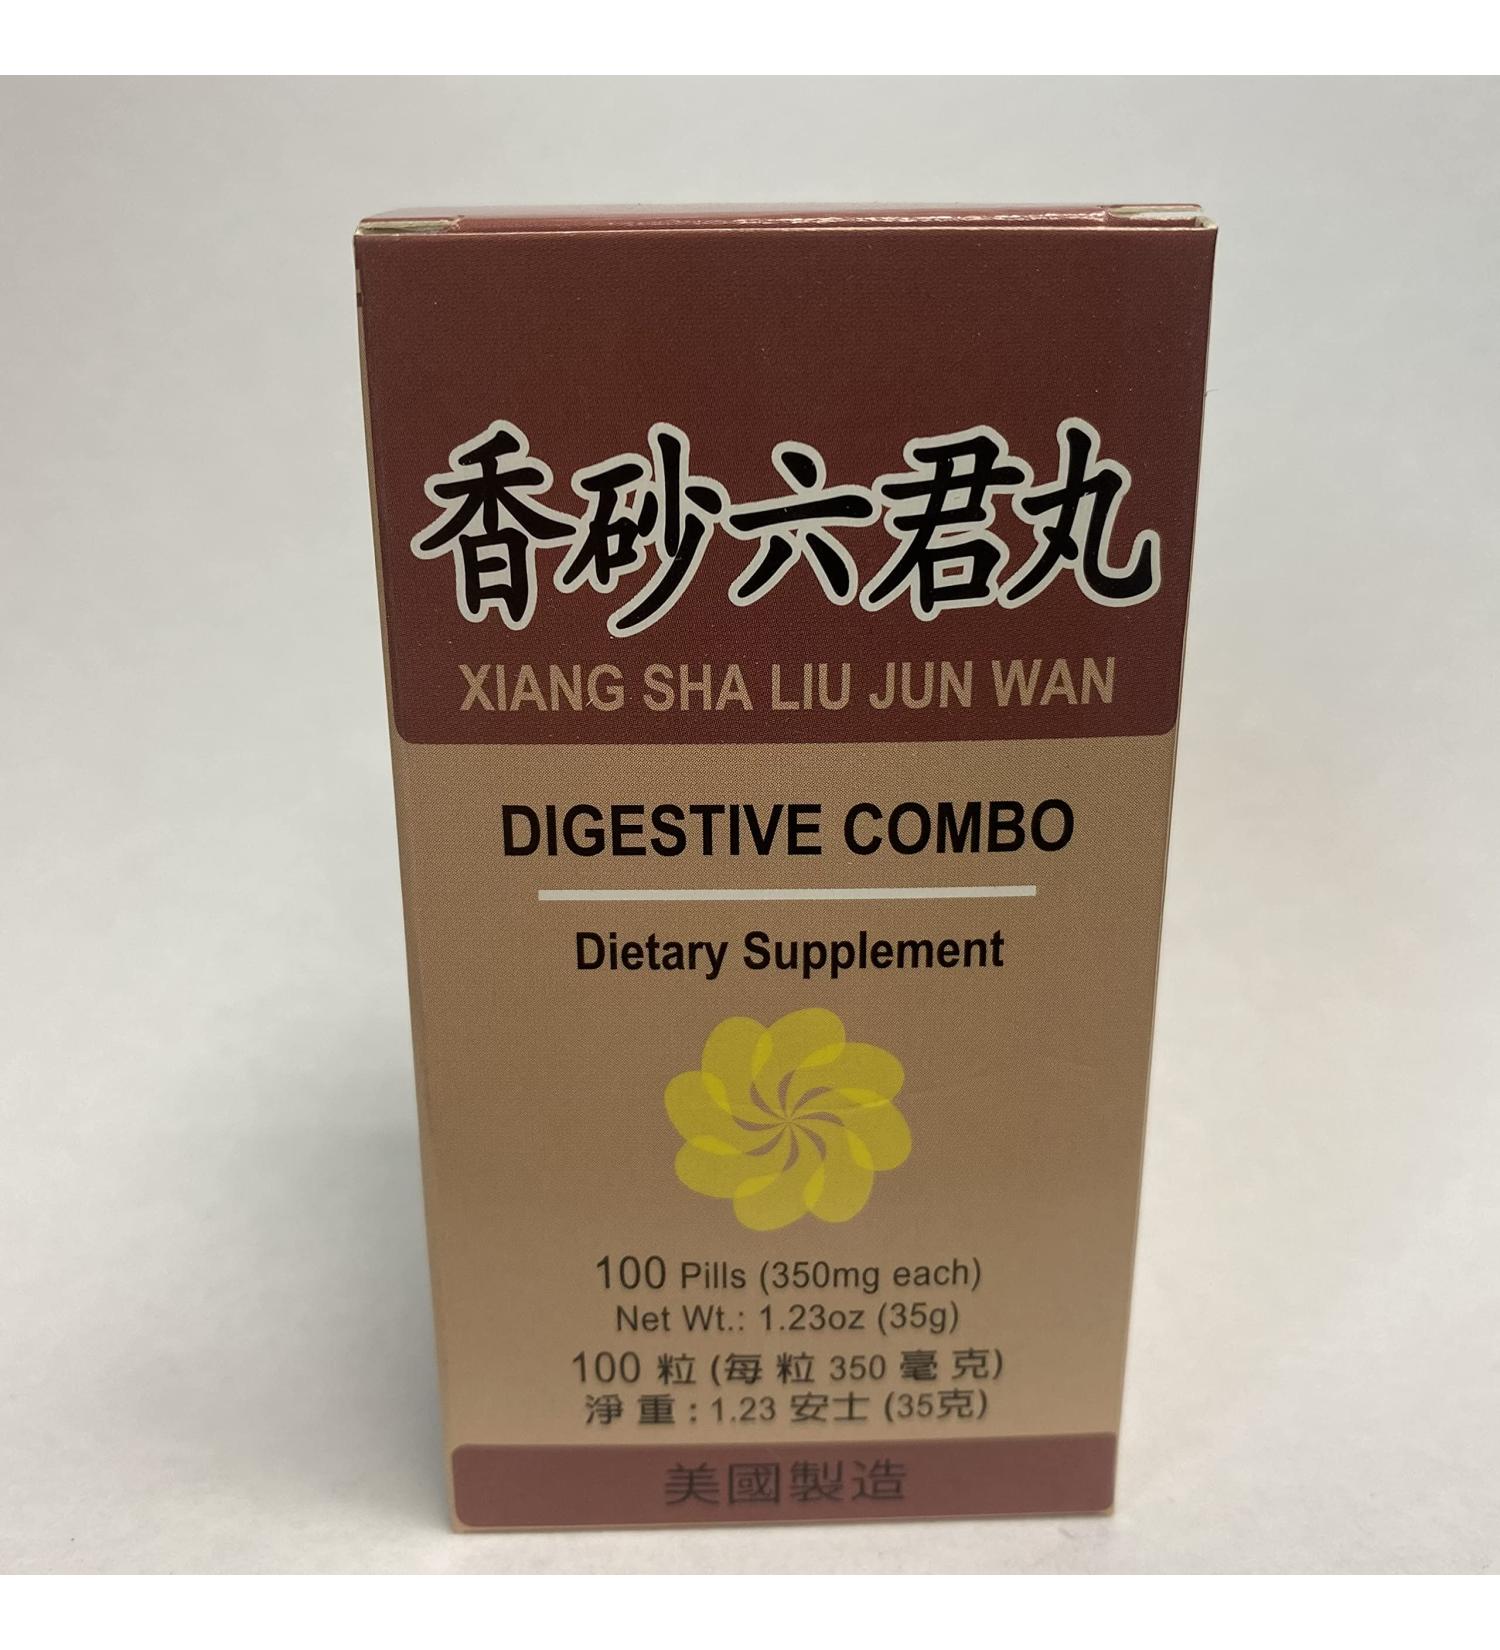 香砂六君丸
XIANG SHA LIU JUN WAN
DIGESTIVE COMBO
Dietary Supplement
100 Pills (350mg each)
Net Wt.: 1.23oz (35g)
100 粒 (每 粒 350 毫 克)
淨 重 : 1.23 安士 (35克)
美國製造